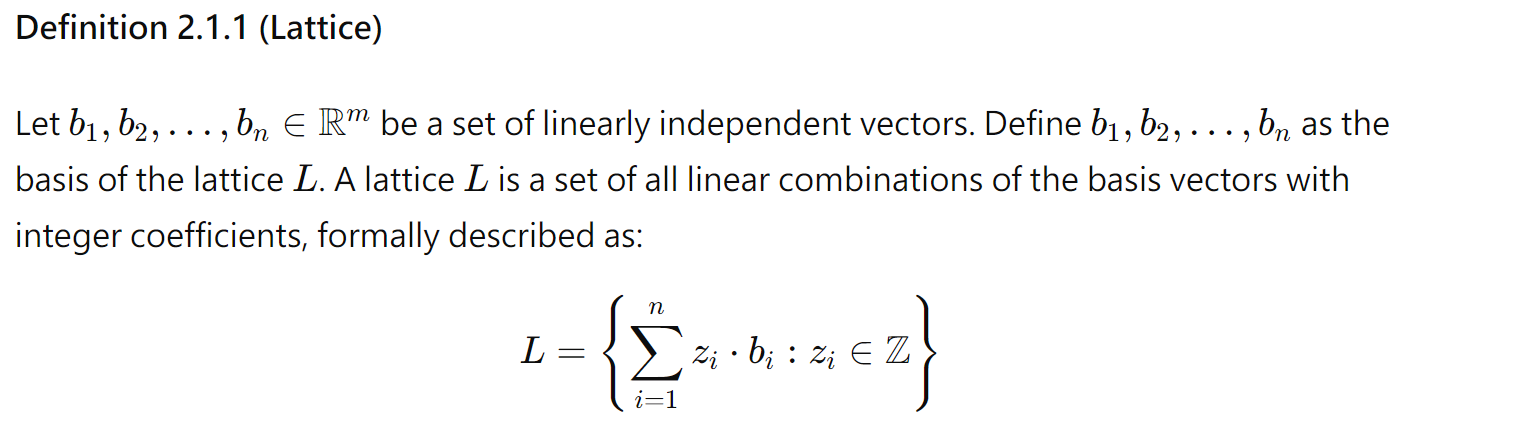 Definition 2.1.1 (Lattice)
Let b₁, b₂, . . . , bₙ ∈ ℝᵐ be a set of linearly independent vectors. Define b₁, b₂, . . . , bₙ as the
basis of the lattice L. A lattice L is a set of all linear combinations of the basis vectors with
integer coefficients, formally described as:
L = { ∑ᵢ₌₁ⁿ zᵢ · bᵢ : zᵢ ∈ ℤ }